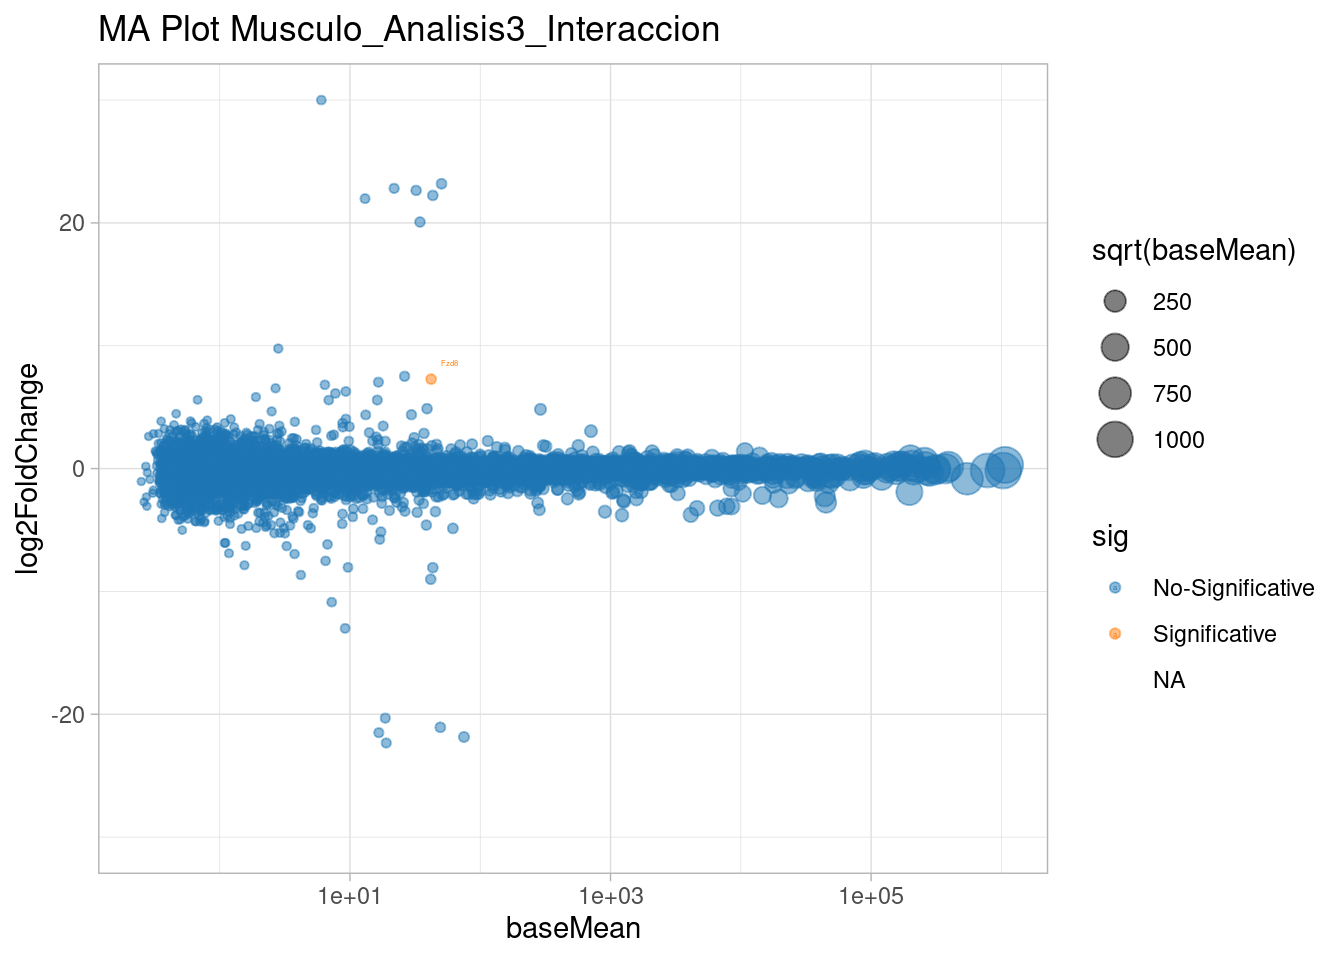 MA Plot Musculo_Analisis3_Interaccion
log2FoldChange
20
0
-20
Fzd8
1e+01
1e+03
1e+05
baseMean
sqrt(baseMean)
250
500
750
1000
sig
No-Significative
Significative
NA